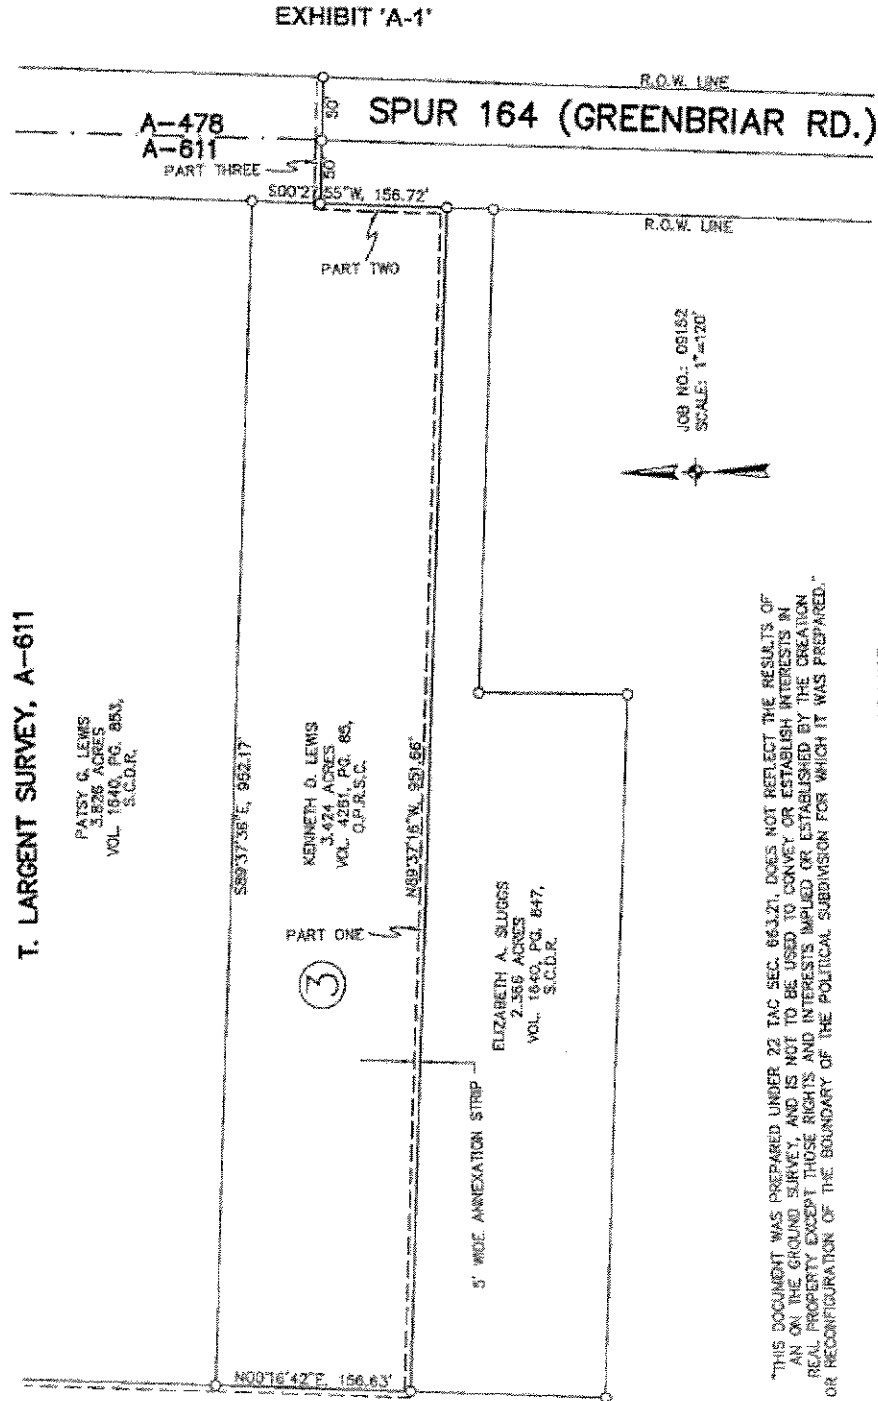 EXHIBIT 'A-1'
R.O.W. LINE
SPUR 164 (GREENBRIAR RD.)
50'
50'
A-478
A-611
PART THREE
S00°27'55"W, 156.72'
R.O.W. LINE
PART TWO
JOB NO.: 09152
SCALE: 1"=120'
T. LARGENT SURVEY, A-611
PATSY G. LEWIS
3.826 ACRES
VOL. 1640, PG. 853,
S.C.D.R.
S89°37'36"E, 952.17'
KENNETH D. LEWIS
3.424 ACRES
VOL. 4261, PG. 85,
O.P.R.S.C.
N89°37'16"W, 951.66'
PART ONE
3
ELIZABETH A. SLUGGS
2.366 ACRES
VOL. 1640, PG. 847,
S.C.D.R.
5' WIDE ANNEXATION STRIP
N00°16'42"E, 156.63'
"THIS DOCUMENT WAS PREPARED UNDER 22 TAC SEC. 663.21, DOES NOT REFLECT THE RESULTS OF
AN ON THE GROUND SURVEY, AND IS NOT TO BE USED TO CONVEY OR ESTABLISH INTERESTS IN
REAL PROPERTY EXCEPT THOSE RIGHTS AND INTERESTS IMPLIED OR ESTABLISHED BY THE CREATION
OR RECONFIGURATION OF THE BOUNDARY OF THE POLITICAL SUBDIVISION FOR WHICH IT WAS PREPARED."